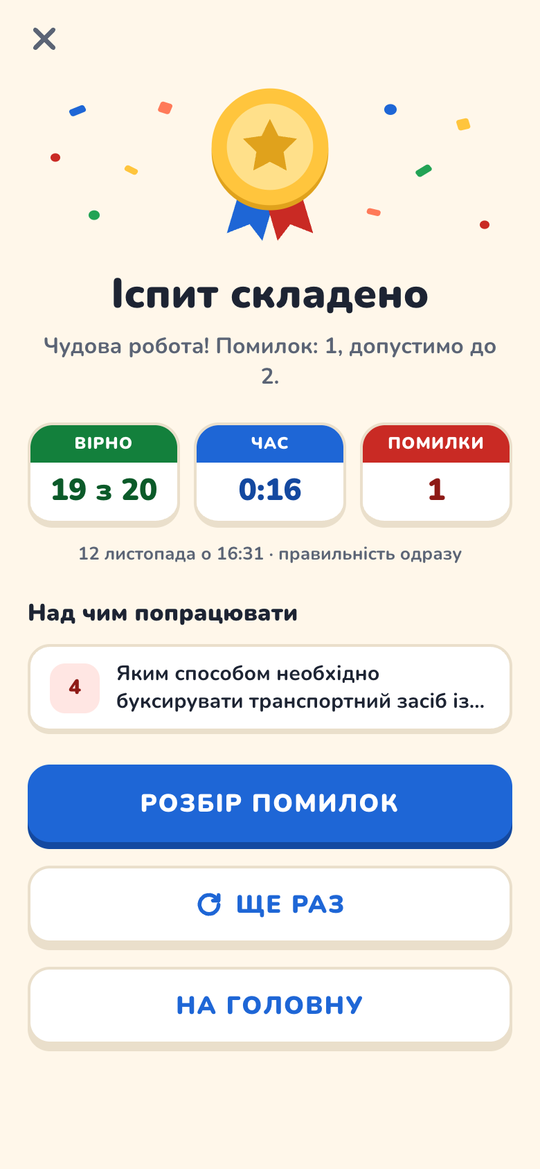 Іспит складено
Чудова робота! Помилок: 1, допустимо до
2.
ВІРНО
19 з 20
ЧАС
0:16
ПОМИЛКИ
1
12 листопада о 16:31 · правильність одразу
Над чим попрацювати
4
Яким способом необхідно
буксирувати транспортний засіб із...
РОЗБІР ПОМИЛОК
ЩЕ РАЗ
НА ГОЛОВНУ